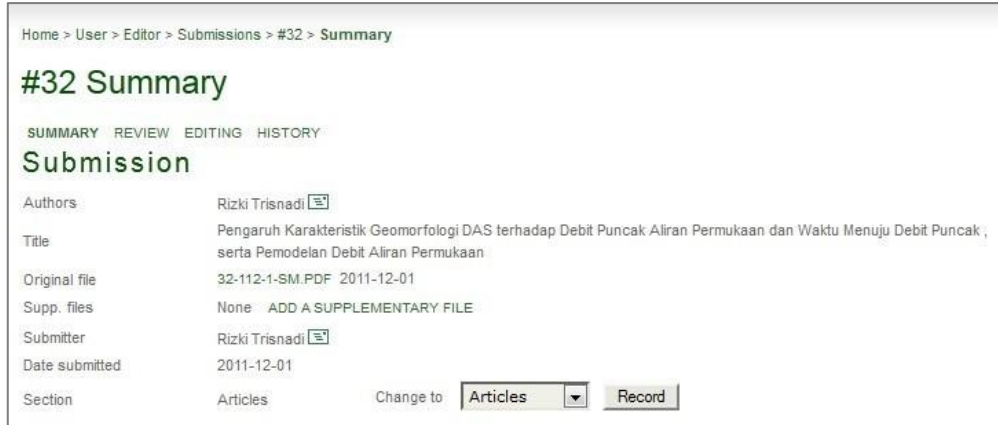 Home > User > Editor > Submissions > #32 > Summary
#32 Summary
SUMMARY REVIEW EDITING HISTORY
Submission
Authors Rizki Trisnadi
Title Pengaruh Karakteristik Geomorfologi DAS terhadap Debit Puncak Aliran Permukaan dan Waktu Menuju Debit Puncak ,
serta Pemodelan Debit Aliran Permukaan
Original file 32-112-1-SM.PDF 2011-12-01
Supp. files None ADD A SUPPLEMENTARY FILE
Submitter Rizki Trisnadi
Date submitted 2011-12-01
Section Articles Change to Articles Record